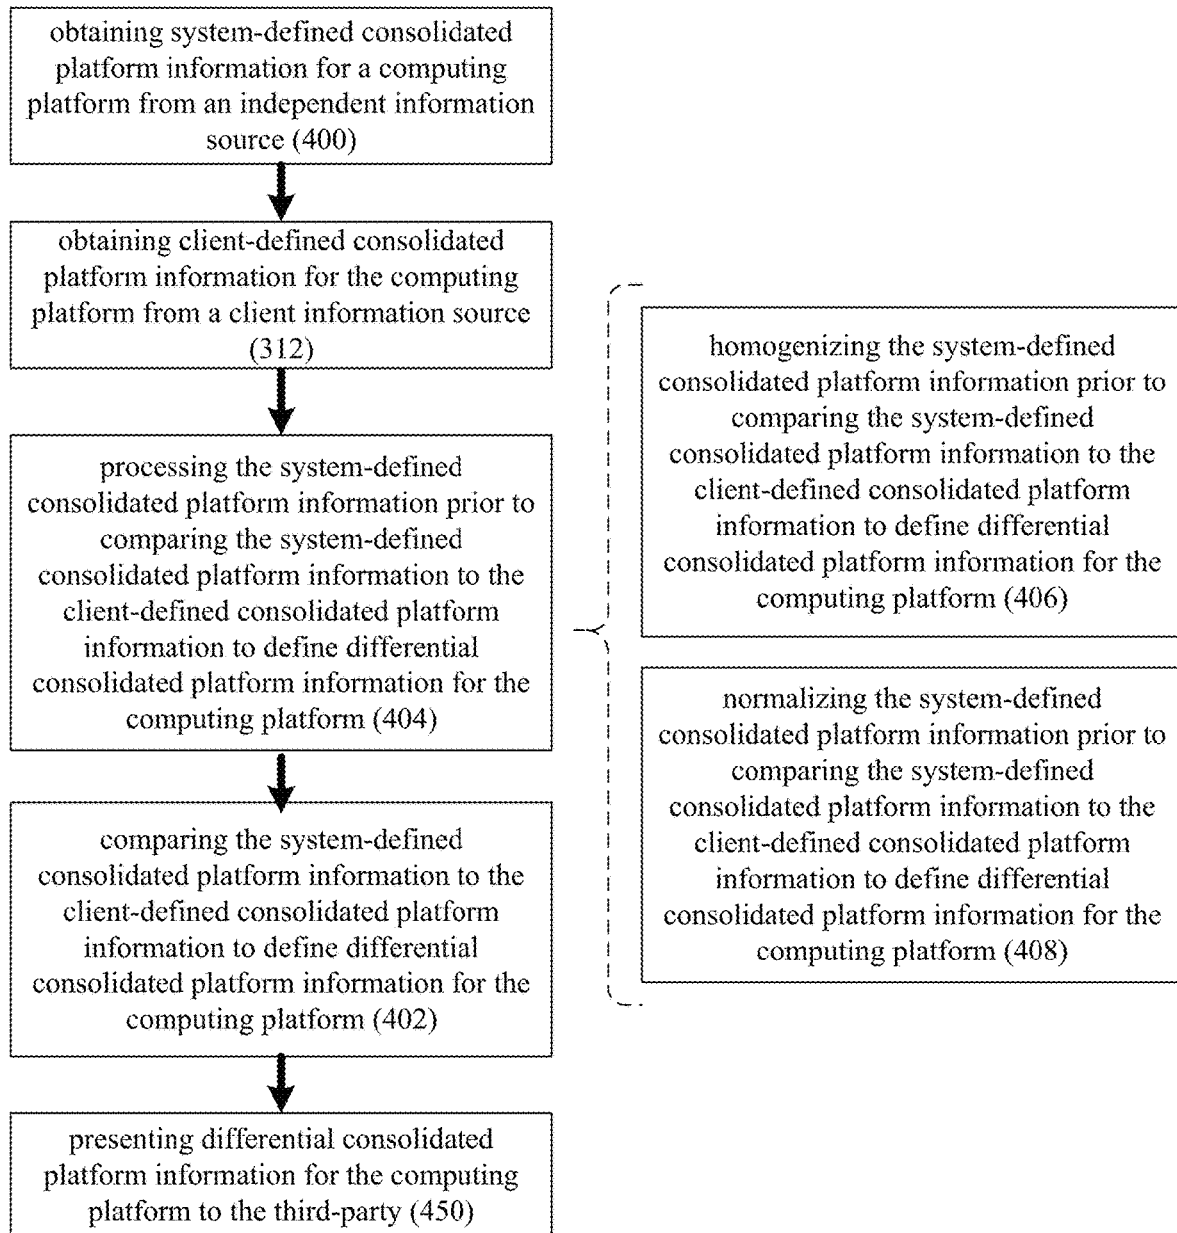 obtaining system-defined consolidated
platform information for a computing
platform from an independent information
source (400)
obtaining client-defined consolidated
platform information for the computing
platform from a client information source
(312)
processing the system-defined
consolidated platform information prior to
comparing the system-defined
consolidated platform information to the
client-defined consolidated platform
information to define differential
consolidated platform information for the
computing platform (404)
comparing the system-defined
consolidated platform information to the
client-defined consolidated platform
information to define differential
consolidated platform information for the
computing platform (402)
presenting differential consolidated
platform information for the computing
platform to the third-party (450)
homogenizing the system-defined
consolidated platform information prior to
comparing the system-defined
consolidated platform information to the
client-defined consolidated platform
information to define differential
consolidated platform information for the
computing platform (406)
normalizing the system-defined
consolidated platform information prior to
comparing the system-defined
consolidated platform information to the
client-defined consolidated platform
information to define differential
consolidated platform information for the
computing platform (408)